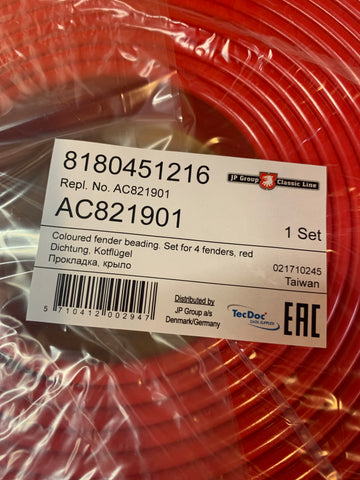 8180451216
JP Group Classic Line
Repl. No. AC821901
AC821901
1 Set
Coloured fender beading. Set for 4 fenders, red
Dichtung, Kotflügel
Прокладка, крыло
021710245
Taiwan
5 710412 002947
Distributed by
JP Group a/s
Denmark/Germany
TecDoc
DATA SUPPLIER
EAC